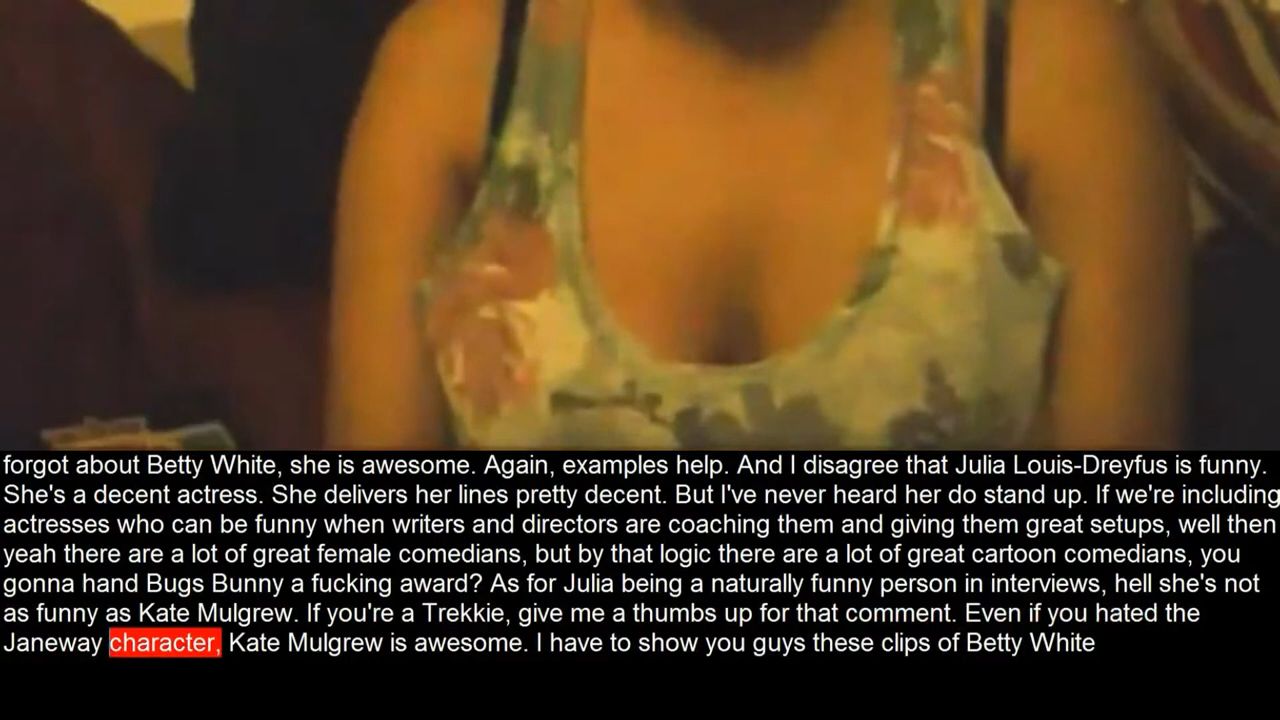 forgot about Betty White, she is awesome. Again, examples help. And I disagree that Julia Louis-Dreyfus is funny.
She's a decent actress. She delivers her lines pretty decent. But I've never heard her do stand up. If we're including
actresses who can be funny when writers and directors are coaching them and giving them great setups, well then
yeah there are a lot of great female comedians, but by that logic there are a lot of great cartoon comedians, you
gonna hand Bugs Bunny a fucking award? As for Julia being a naturally funny person in interviews, hell she's not
as funny as Kate Mulgrew. If you're a Trekkie, give me a thumbs up for that comment. Even if you hated the
Janeway character, Kate Mulgrew is awesome. I have to show you guys these clips of Betty White